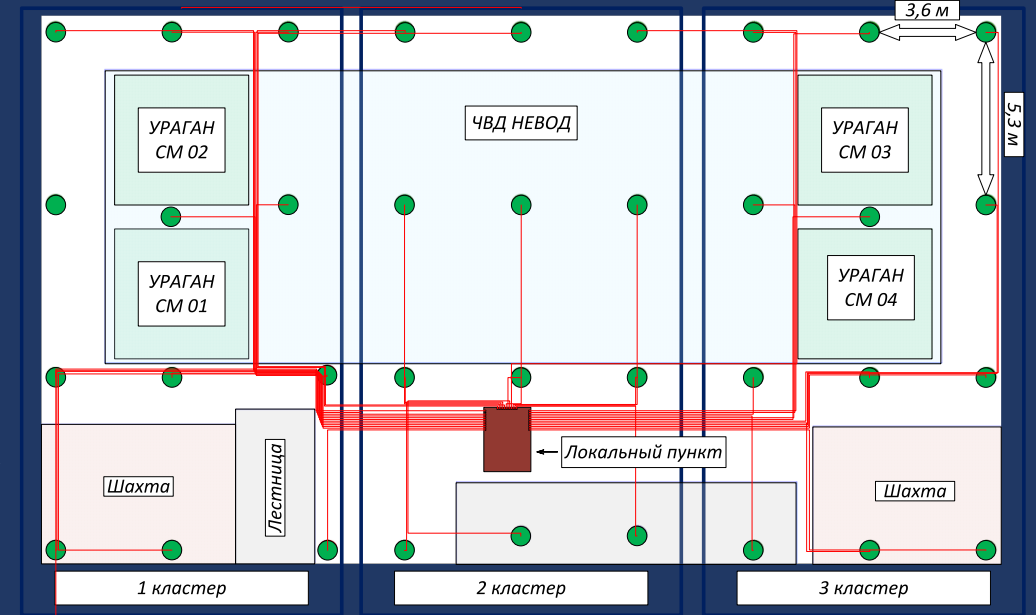 3,6 м
5,3 м
УРАГАН
СМ 02
ЧВД НЕВОД
УРАГАН
СМ 03
УРАГАН
СМ 01
УРАГАН
СМ 04
Локальный пункт
Шахта
Лестница
Шахта
1 кластер
2 кластер
3 кластер